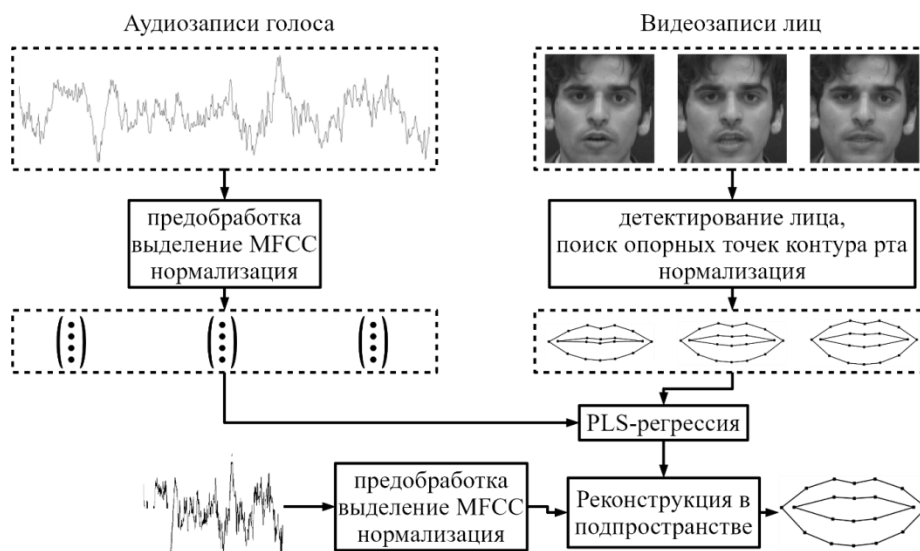 Аудиозаписи голоса
Видеозаписи лиц
предобработка
выделение MFCC
нормализация
детектирование лица,
поиск опорных точек контура рта
нормализация
PLS-регрессия
предобработка
выделение MFCC
нормализация
Реконструкция в
подпространстве